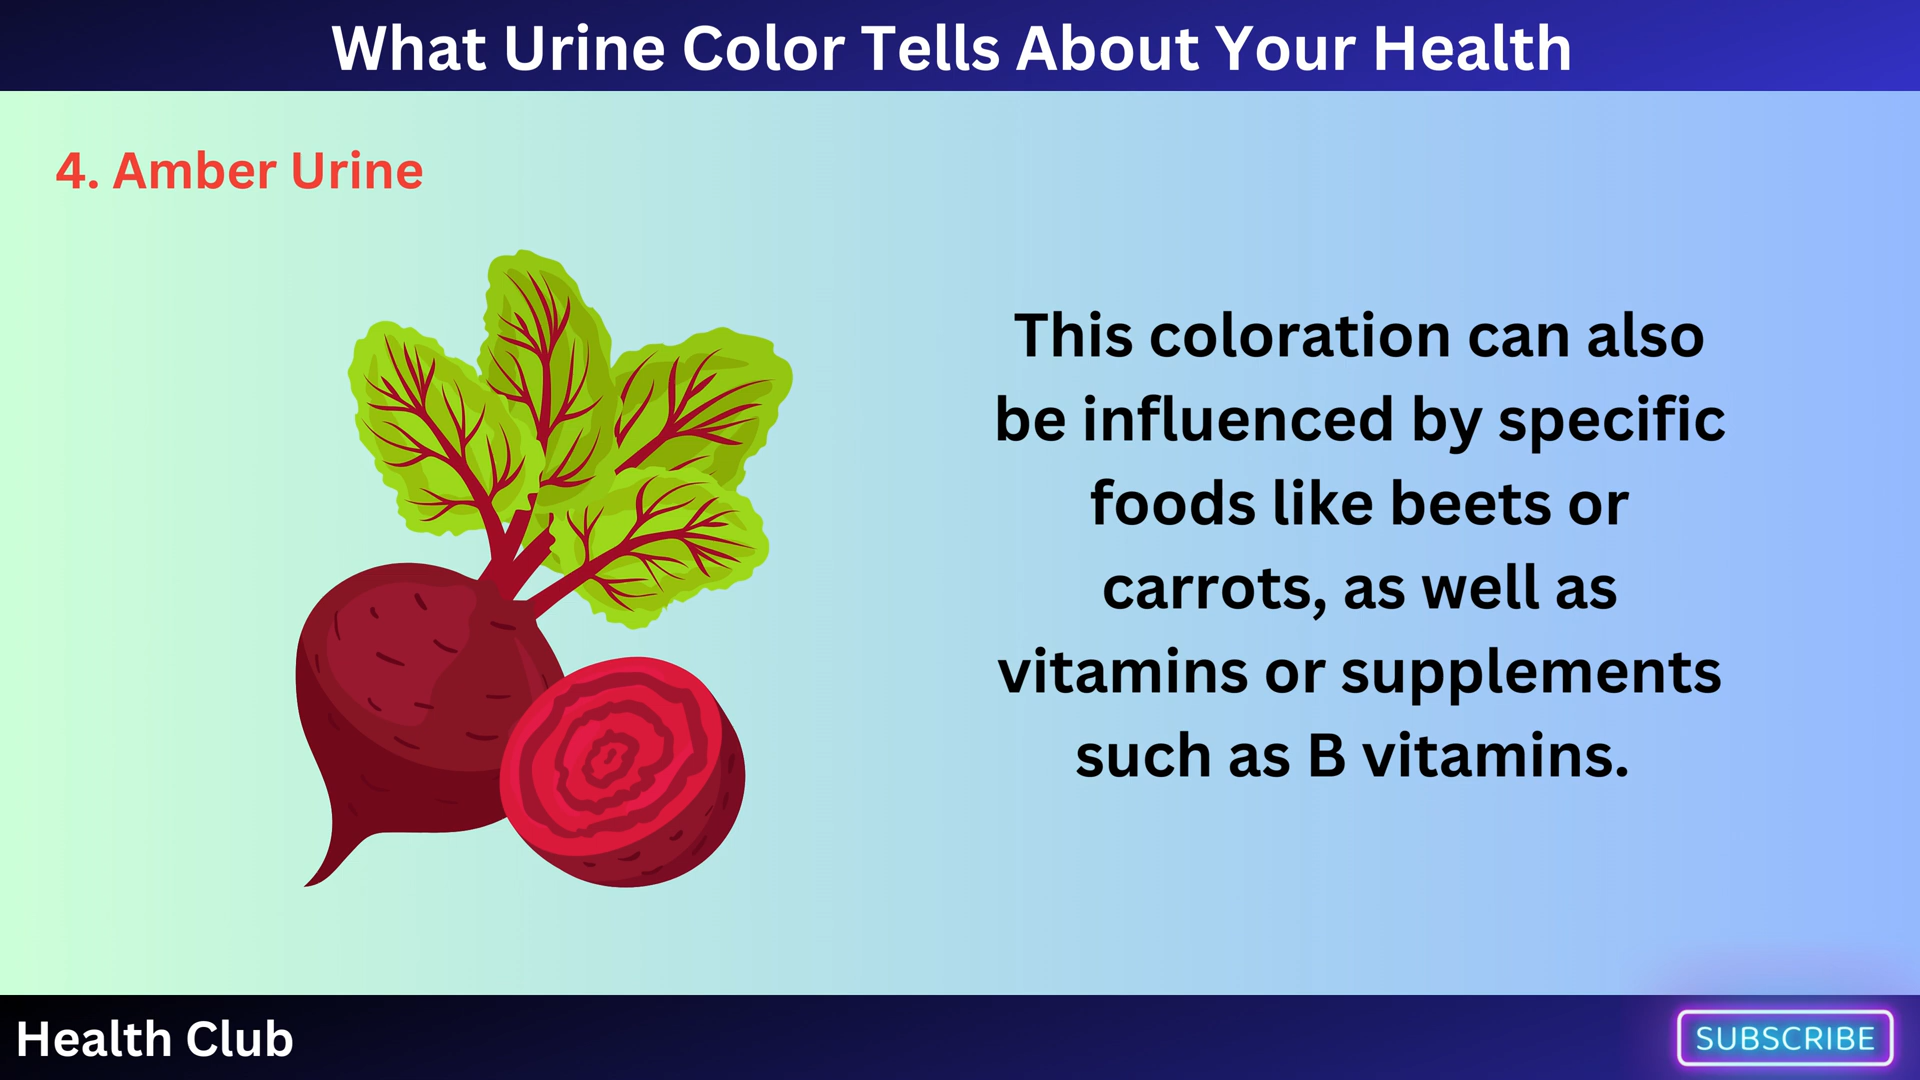 What Urine Color Tells About Your Health
4. Amber Urine
This coloration can also
be influenced by specific
foods like beets or
carrots, as well as
vitamins or supplements
such as B vitamins.
Health Club
SUBSCRIBE